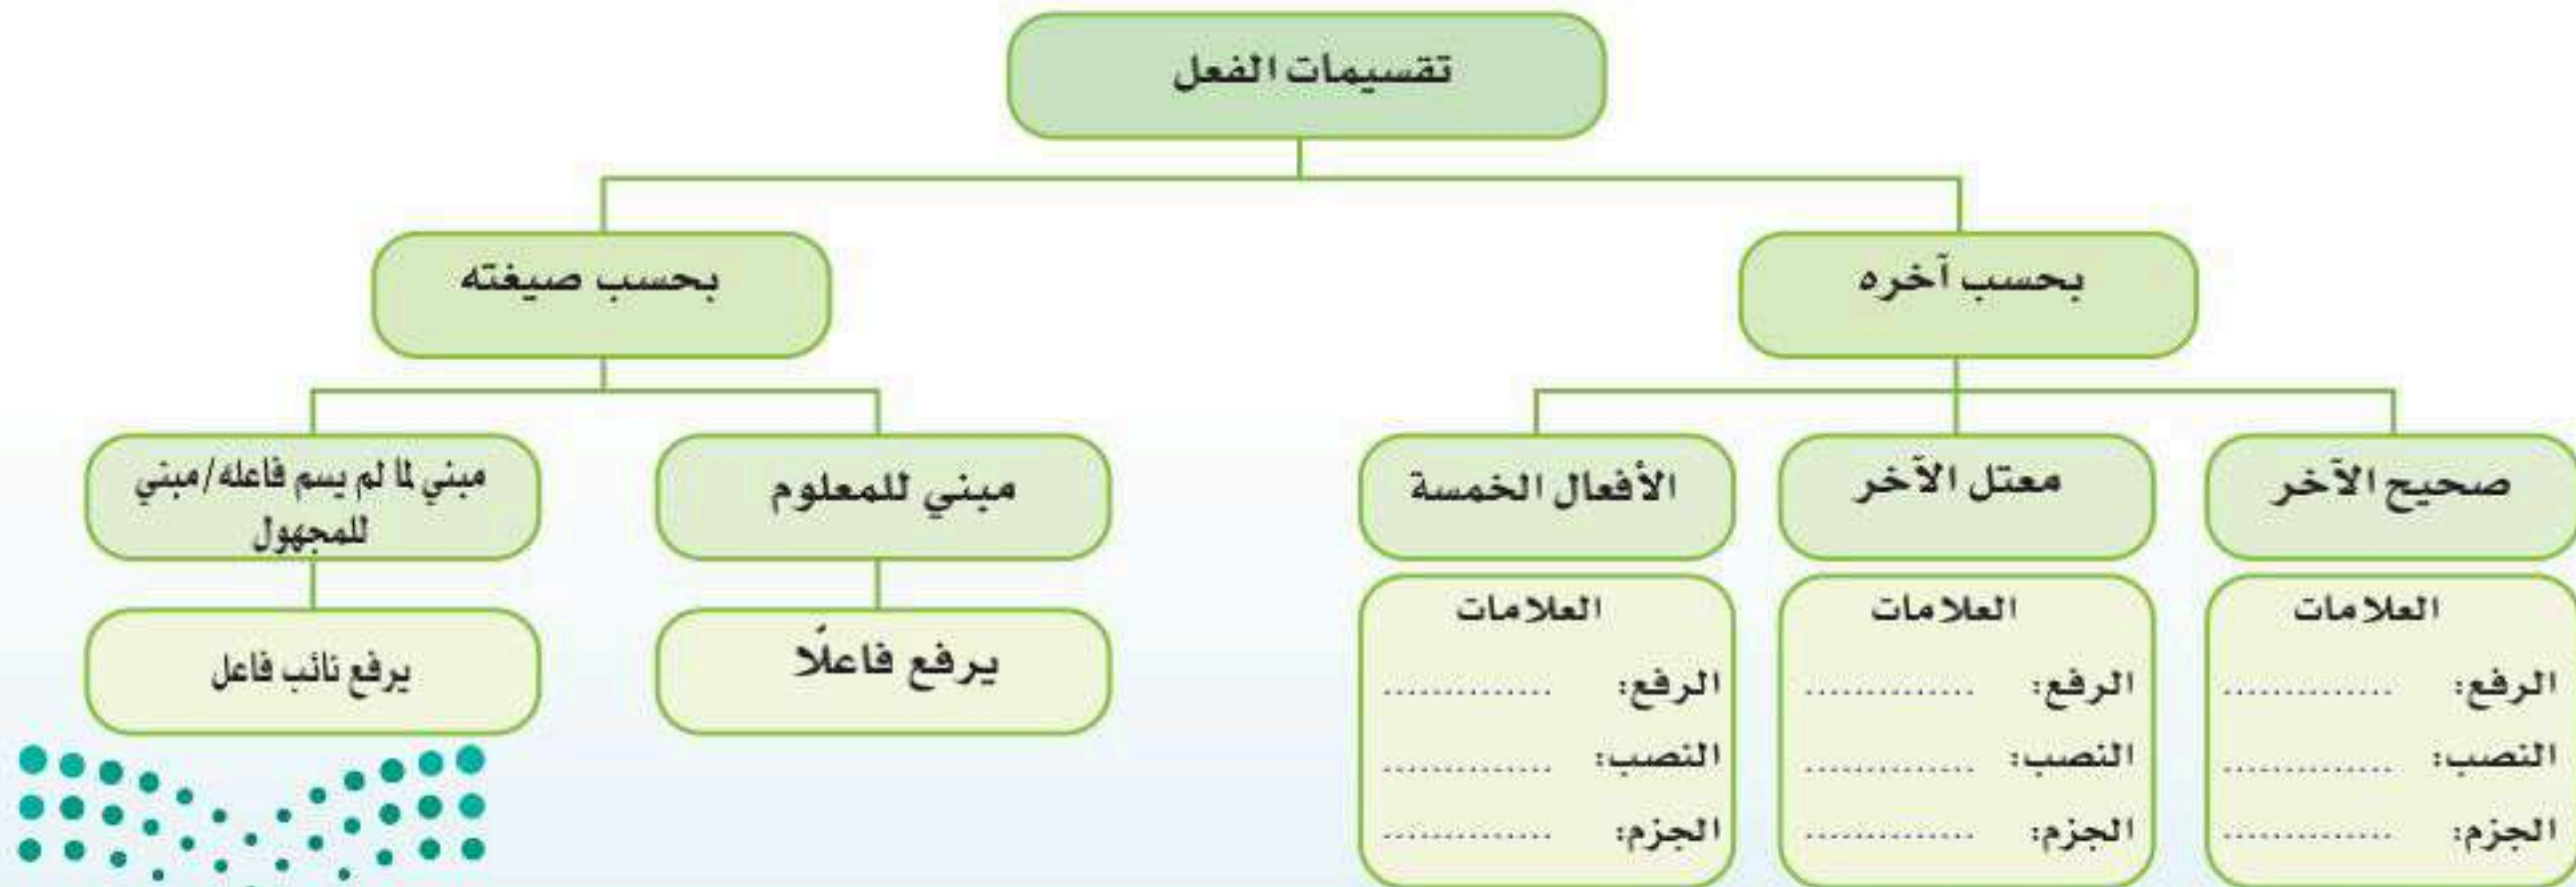 تقسيمات الفعل
بحسب آخره
بحسب صيغته
صحيح الآخر
معتل الآخر
الأفعال الخمسة
مبني للمعلوم
مبني لما لم يسم فاعله/مبني
للمجهول
العلامات
الرفع: ..............
النصب: ..............
الجزم: ..............
العلامات
الرفع: ..............
النصب: ..............
الجزم: ..............
العلامات
الرفع: ..............
النصب: ..............
الجزم: ..............
يرفع فاعلًا
يرفع نائب فاعل